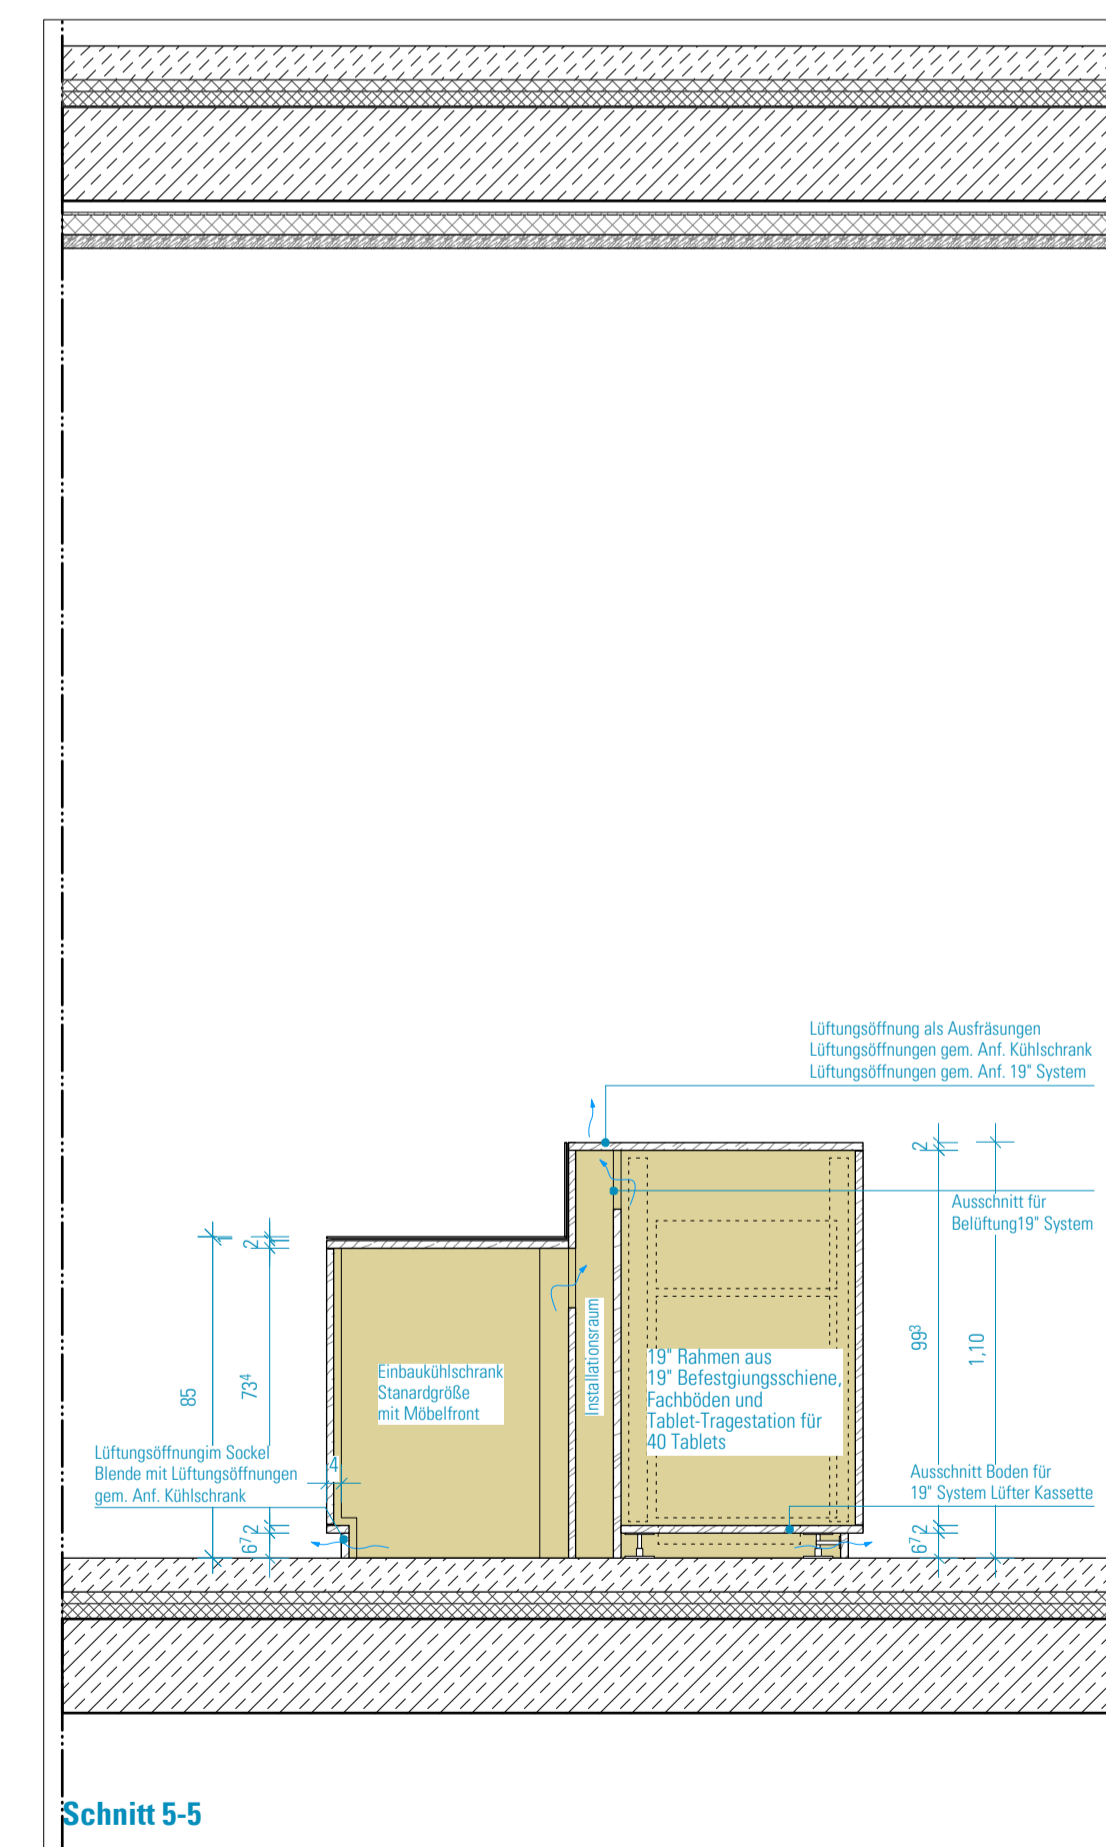 Lüftungsöffnung als Ausfräsungen
Lüftungsöffnungen gem. Anf. Kühlschrank
Lüftungsöffnungen gem. Anf. 19" System
2
Ausschnitt für
Belüftung19" System
1
2
99³
1,10
85
73⁴
Installationsraum
Einbaukühlschrank
Stanardgröße
mit Möbelfront
19" Rahmen aus
19" Befestgiungsschiene,
Fachböden und
Tablet-Tragestation für
40 Tablets
Lüftungsöffnungim Sockel
Blende mit Lüftungsöffnungen
gem. Anf. Kühlschrank
4
Ausschnitt Boden für
19" System Lüfter Kassette
6⁷ 2
6⁷ 2
Schnitt 5-5